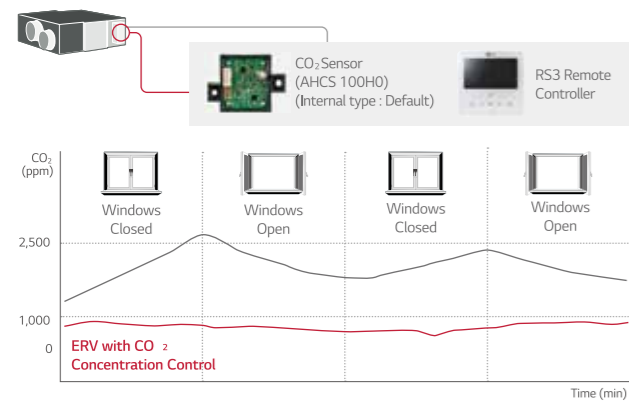 CO₂ Sensor
(AHCS 100H0)
(Internal type : Default)
RS3 Remote
Controller
CO₂
(ppm)
Windows
Closed
Windows
Open
Windows
Closed
Windows
Open
2,500
1,000
0
ERV with CO 2
Concentration Control
Time (min)